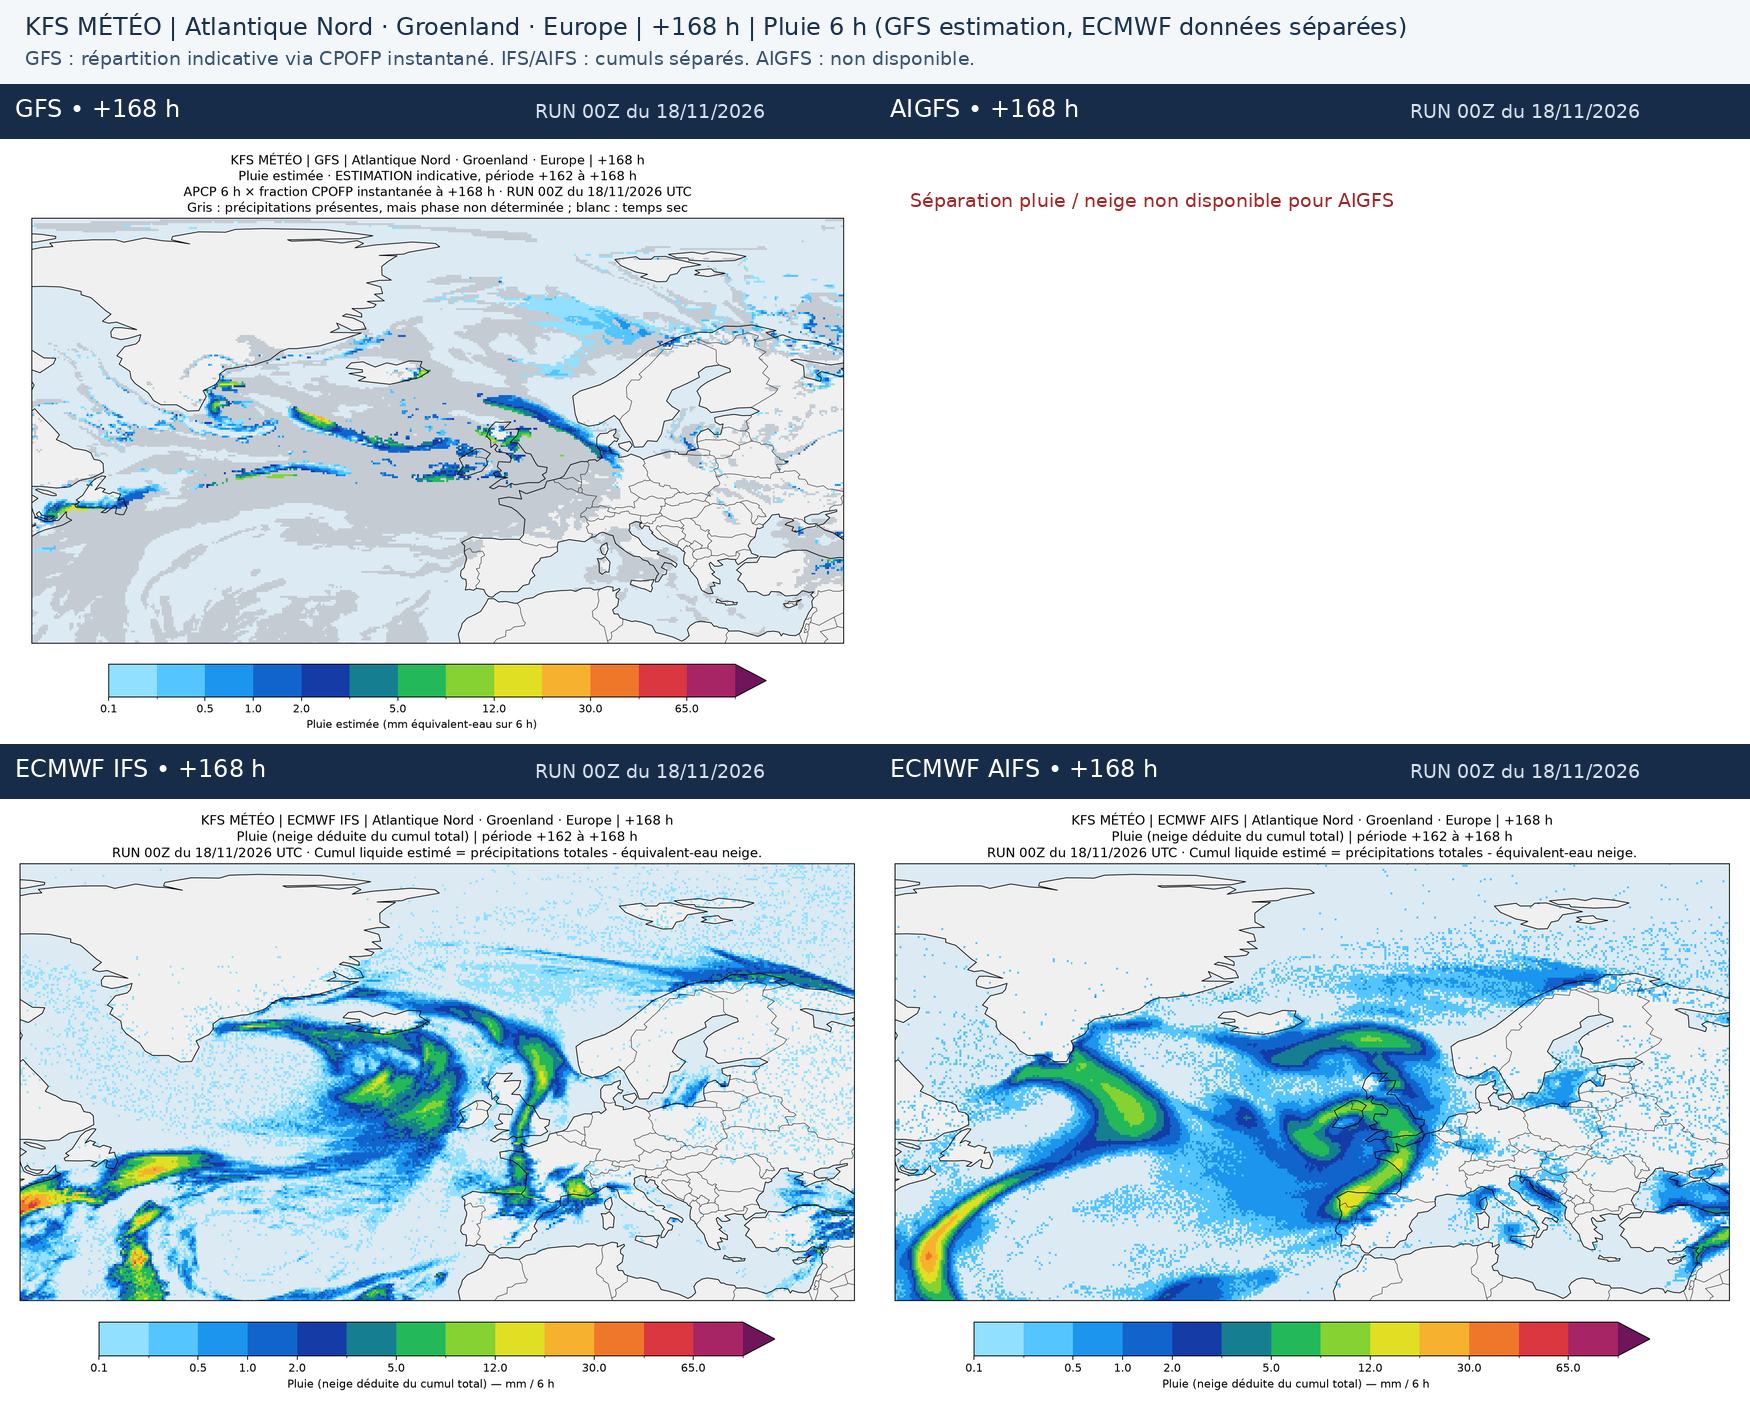 KFS MÉTÉO | Atlantique Nord · Groenland · Europe | +168 h | Pluie 6 h (GFS estimation, ECMWF données séparées)
GFS : répartition indicative via CPOFP instantané. IFS/AIFS : cumuls séparés. AIGFS : non disponible.
GFS • +168 h
RUN 00Z du 18/11/2026
AIGFS • +168 h
RUN 00Z du 18/11/2026
KFS MÉTÉO | GFS | Atlantique Nord · Groenland · Europe | +168 h
Pluie estimée · ESTIMATION indicative, période +162 à +168 h
APCP 6 h × fraction CPOFP instantanée à +168 h · RUN 00Z du 18/11/2026 UTC
Gris : précipitations présentes, mais phase non déterminée ; blanc : temps sec
Séparation pluie / neige non disponible pour AIGFS
0.1 0.5 1.0 2.0 5.0 12.0 30.0 65.0
Pluie estimée (mm équivalent-eau sur 6 h)
ECMWF IFS • +168 h
RUN 00Z du 18/11/2026
ECMWF AIFS • +168 h
RUN 00Z du 18/11/2026
KFS MÉTÉO | ECMWF IFS | Atlantique Nord · Groenland · Europe | +168 h
Pluie (neige déduite du cumul total) | période +162 à +168 h
RUN 00Z du 18/11/2026 UTC · Cumul liquide estimé = précipitations totales - équivalent-eau neige.
0.1 0.5 1.0 2.0 5.0 12.0 30.0 65.0
Pluie (neige déduite du cumul total) — mm / 6 h
KFS MÉTÉO | ECMWF AIFS | Atlantique Nord · Groenland · Europe | +168 h
Pluie (neige déduite du cumul total) | période +162 à +168 h
RUN 00Z du 18/11/2026 UTC · Cumul liquide estimé = précipitations totales - équivalent-eau neige.
0.1 0.5 1.0 2.0 5.0 12.0 30.0 65.0
Pluie (neige déduite du cumul total) — mm / 6 h